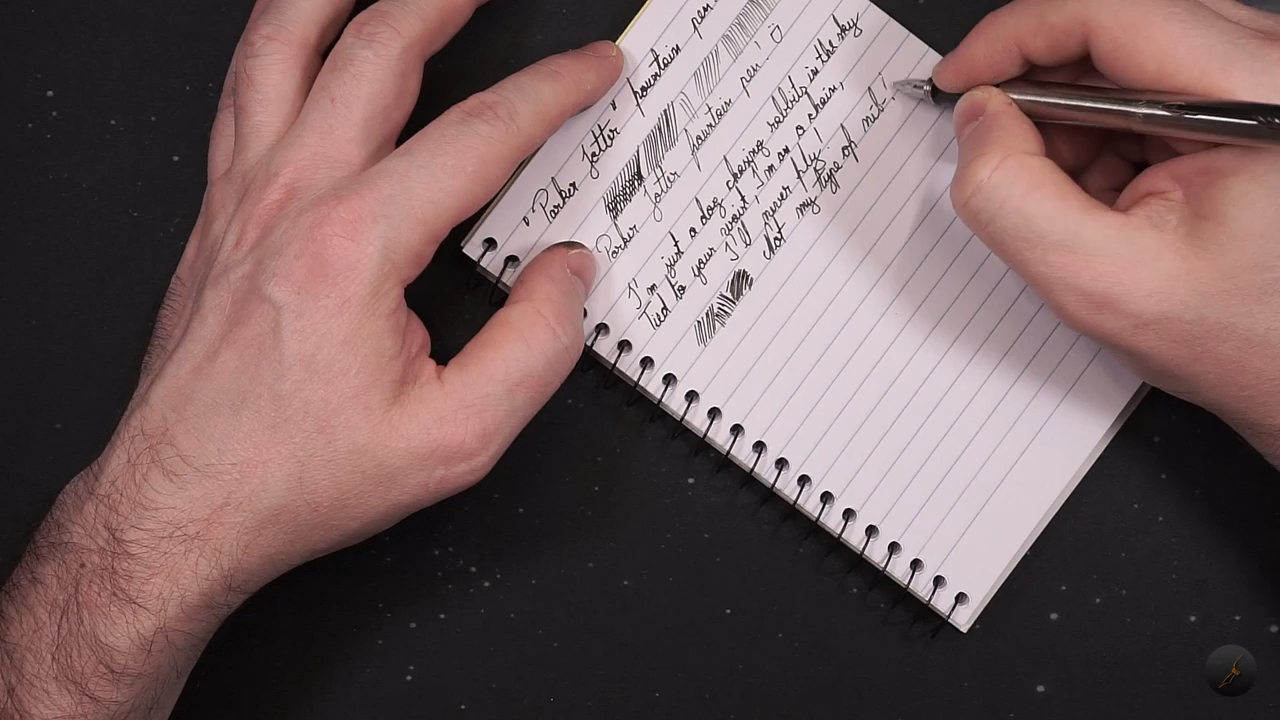 "Parker Jotter" fountain pen
Parker Jotter fountain pen!
I'm just a dog chasing rabbits in the sky
Tied to your waist, I'm on a chain,
I'll never fly!
Not my type of nib!